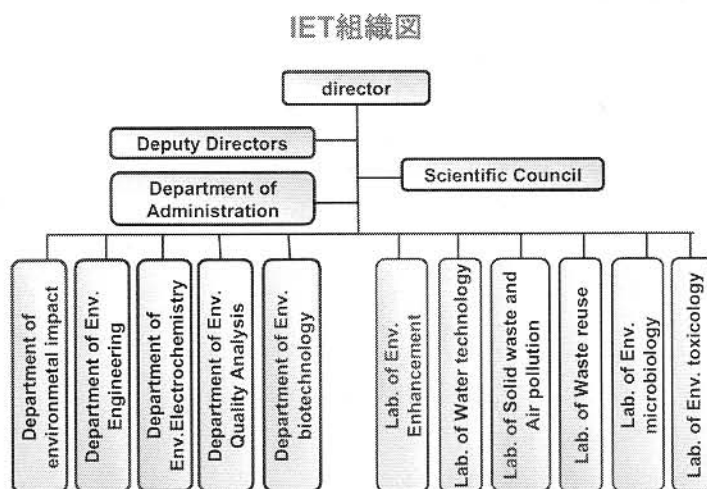 IET組織図
director
Deputy Directors
Scientific Council
Department of
Administration
Department of
environmetal impact
Department of Env.
Engineering
Department of
Env.Electrochemistry
Department of Env.
Quality Analysis
Department of Env.
biotechnology
Lab. of Env.
Enhancement
Lab. of Water technology
Lab. of Solid waste and
Air pollution
Lab. of Waste reuse
Lab. of Env.
microbiology
Lab. of Env. toxicology